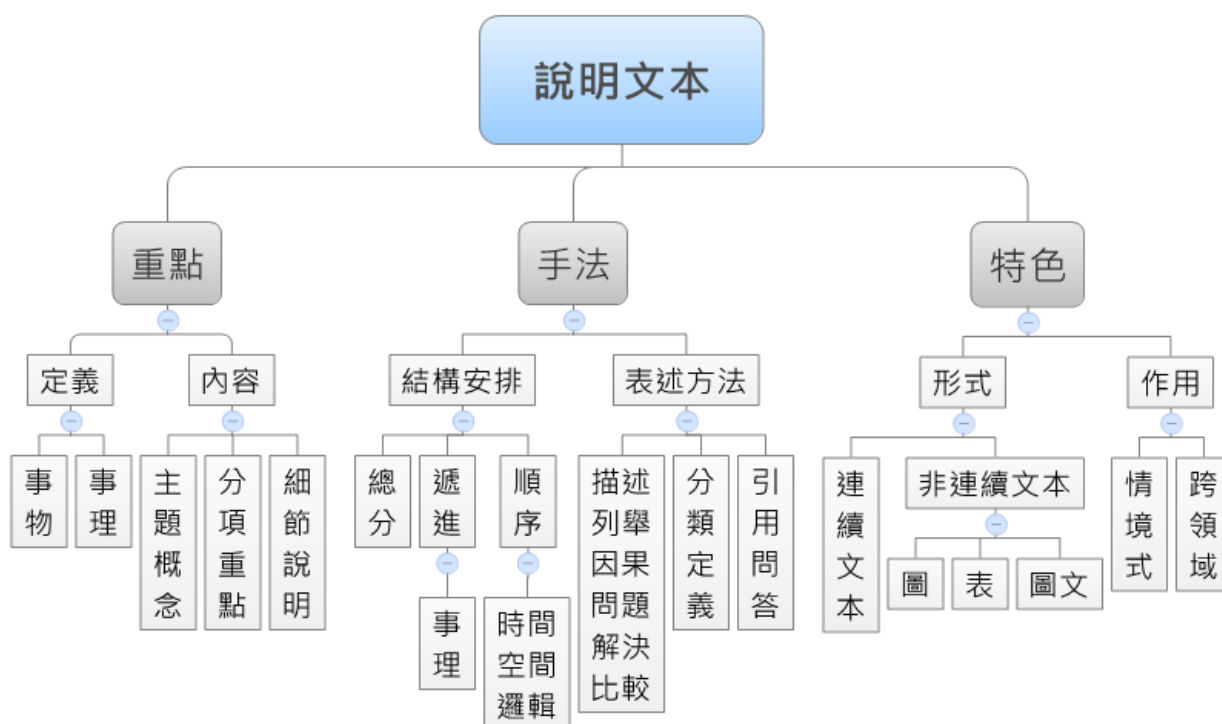 說明文本
重點
手法
特色
定義
內容
結構安排
表述方法
形式
作用
事物
事理
主題概念
分項重點
細節說明
總分
遞進
順序
描述
列舉
因果
問題
解決
比較
分類定義
引用問答
連續文本
非連續文本
情境式
跨領域
事理
時間
空間
邏輯
圖
表
圖文